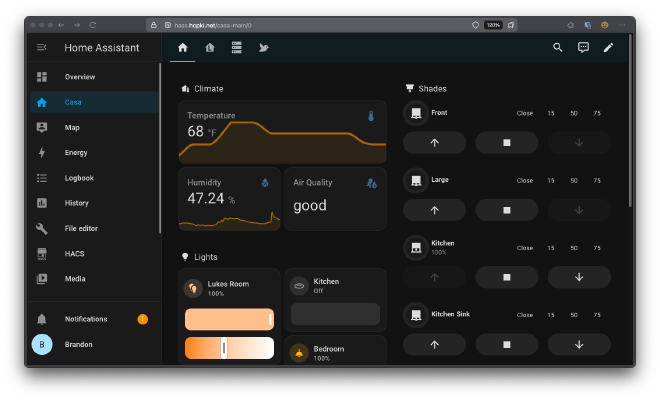 hass.hopki.net/casa-main/0
120%
Home Assistant
Overview
Casa
Map
Energy
Logbook
History
File editor
HACS
Media
Notifications
1
B
Brandon
Climate
Temperature
68 °F
Humidity
47.24 %
Air Quality
good
Lights
Lukes Room
100%
Kitchen
Off
Bedroom
100%
Shades
Front
Close 15 50 75
Large
Close 15 50 75
Kitchen
100%
Close 15 50 75
Kitchen Sink
Close 15 50 75